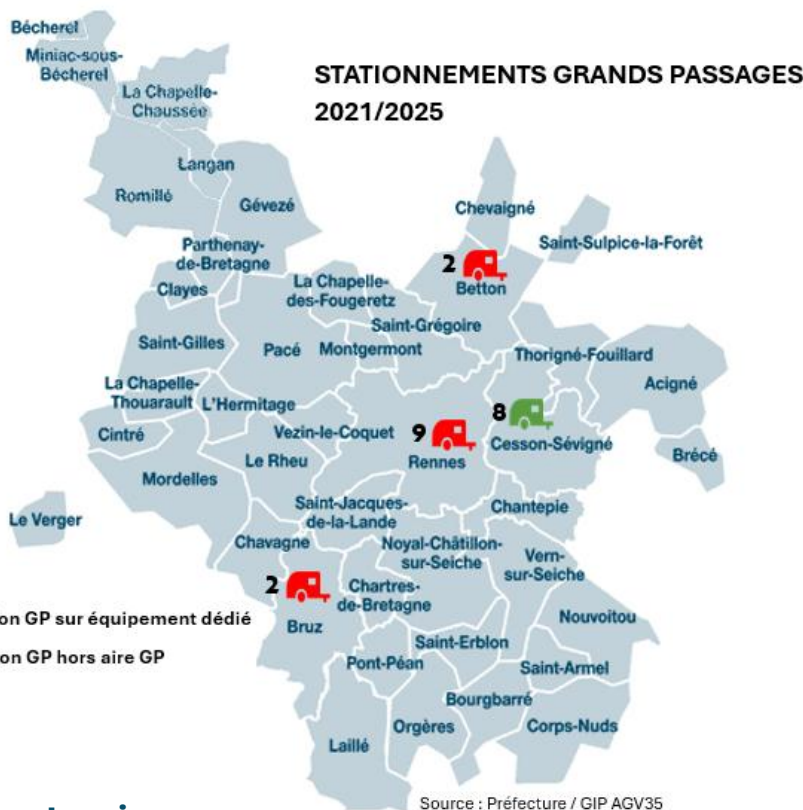 STATIONNEMENTS GRANDS PASSAGES
2021/2025
Bécherel
Miniac-sous-
Bécherel
La Chapelle-
Chaussée
Langan
Romillé
Gévezé
Parthenay-
de-Bretagne
Clayes
Chevaigné
Saint-Sulpice-la-Forêt
2
Betton
La Chapelle-
des-Fougeretz
Saint-Grégoire
Saint-Gilles
Pacé
Montgermont
Thorigné-Fouillard
Acigné
La Chapelle-
Thouarault
L'Hermitage
Cintré
Vezin-le-Coquet
9
Rennes
8
Cesson-Sévigné
Brécé
Le Rheu
Mordelles
Le Verger
Saint-Jacques-
de-la-Lande
Chantepie
Chavagne
Noyal-Châtillon-
sur-Seiche
Vern-
sur-Seiche
2
Bruz
Chartres-
de-Bretagne
Nouvoitou
on GP sur équipement dédié
on GP hors aire GP
Saint-Erblon
Pont-Péan
Saint-Armel
Bourgbarré
Orgères
Corps-Nuds
Laillé
Source : Préfecture / GIP AGV35